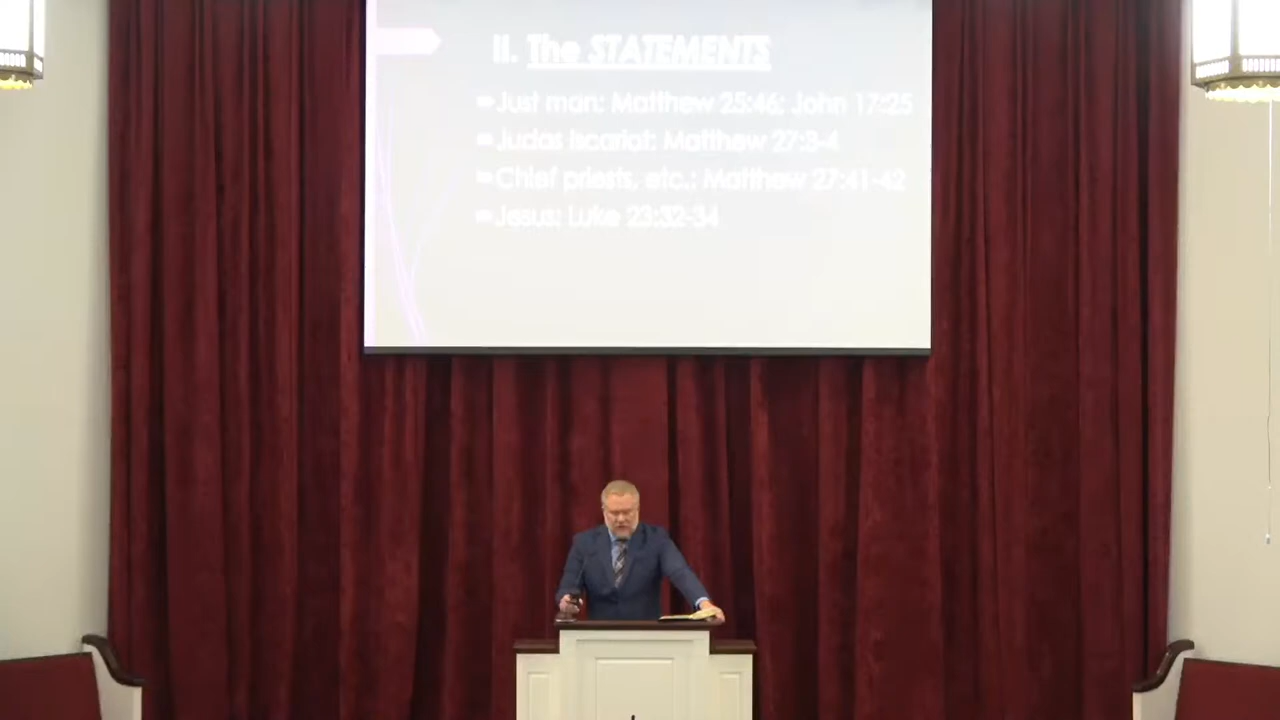 II. The STATEMENTS
Just man: Matthew 25:46; John 17:25
Judas Iscariot: Matthew 27:3-4
Chief priests, etc.: Matthew 27:41-42
Jesus: Luke 23:32-34